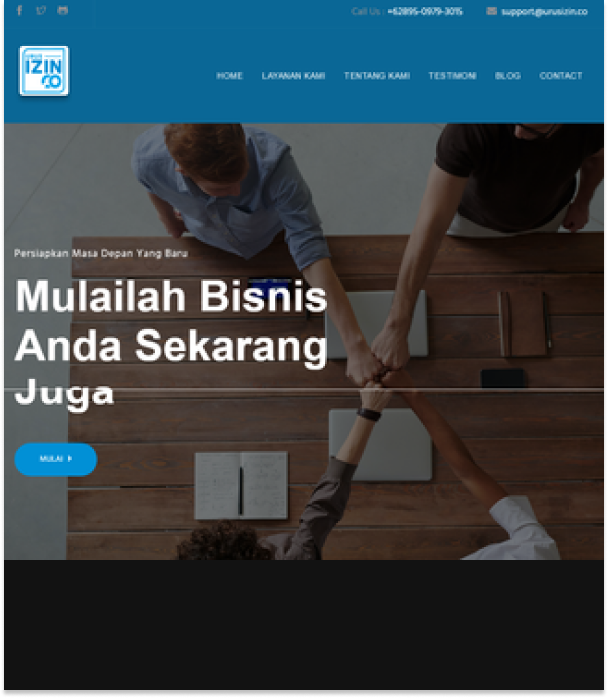 Call Us : +62895-0979-3015 support@urusizin.co
URUS
IZIN
CO
HOME LAYANAN KAMI TENTANG KAMI TESTIMONI BLOG CONTACT
Persiapkan Masa Depan Yang Baru
Mulailah Bisnis
Anda Sekarang
Juga
MULAI